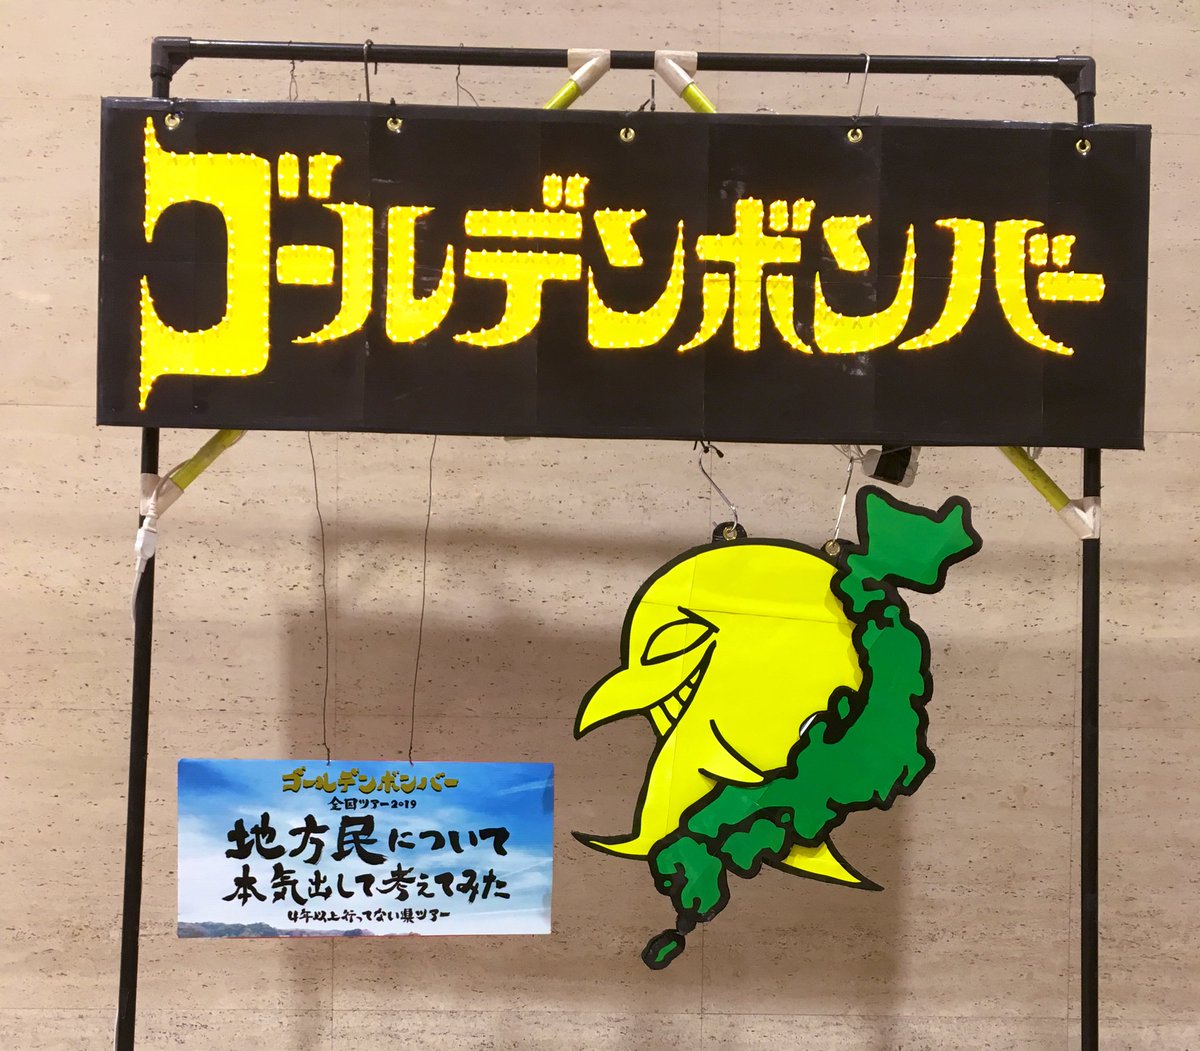 ゴールデンボンバー
ゴールデンボンバー
全国ツアー2019
地方民について
本気出して考えてみた
4年以上行ってない県ツアー